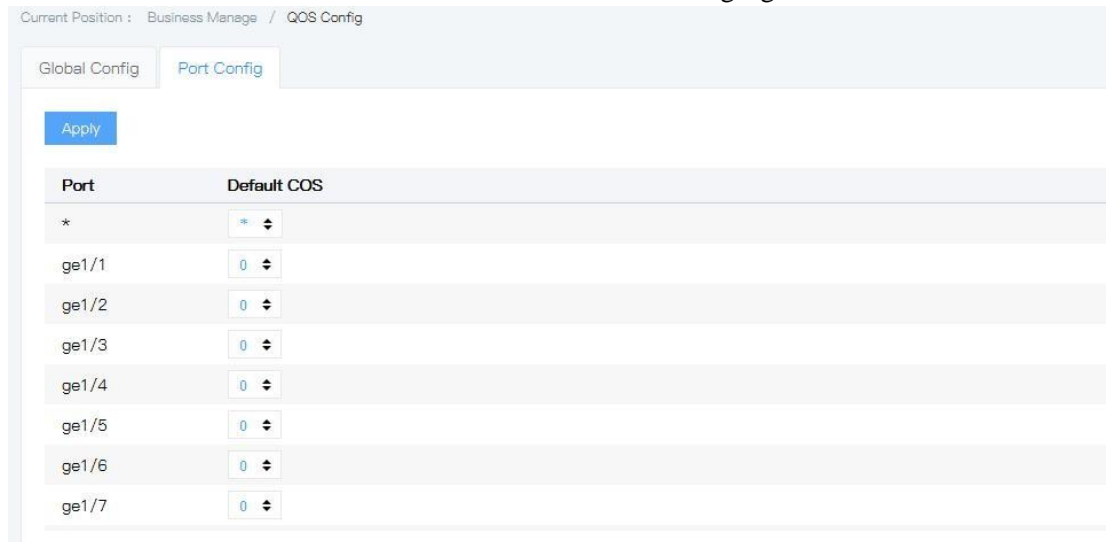 Current Position : Business Manage / QOS Config
Global Config Port Config
Apply
Port Default COS
* *
ge1/1 0
ge1/2 0
ge1/3 0
ge1/4 0
ge1/5 0
ge1/6 0
ge1/7 0